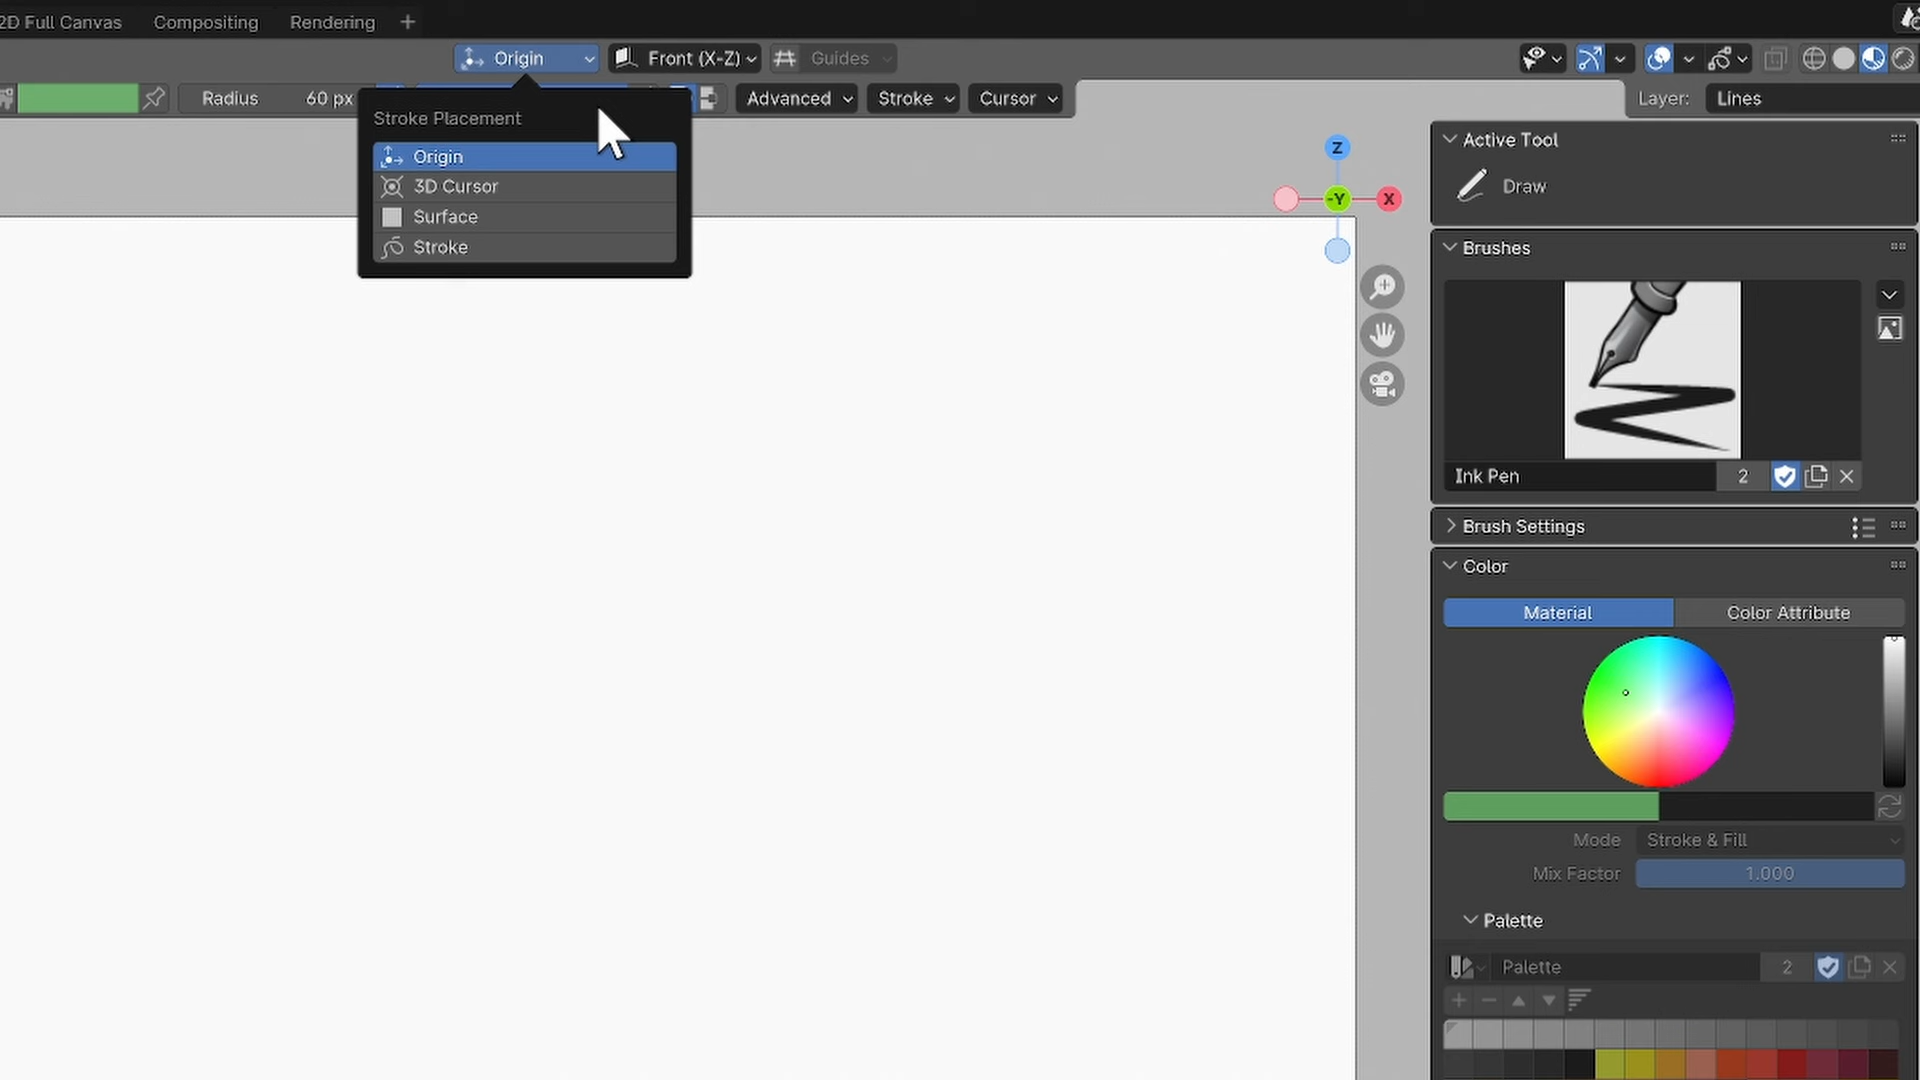 2D Full Canvas Compositing Rendering +
Origin Front (X-Z) Guides
Radius 60 px Advanced Stroke Cursor Layer: Lines
Stroke Placement
Origin
3D Cursor
Surface
Stroke
Z
-Y X
Active Tool
Draw
Brushes
Ink Pen 2
Brush Settings
Color
Material Color Attribute
Mode Stroke & Fill
Mix Factor 1.000
Palette
Palette 2